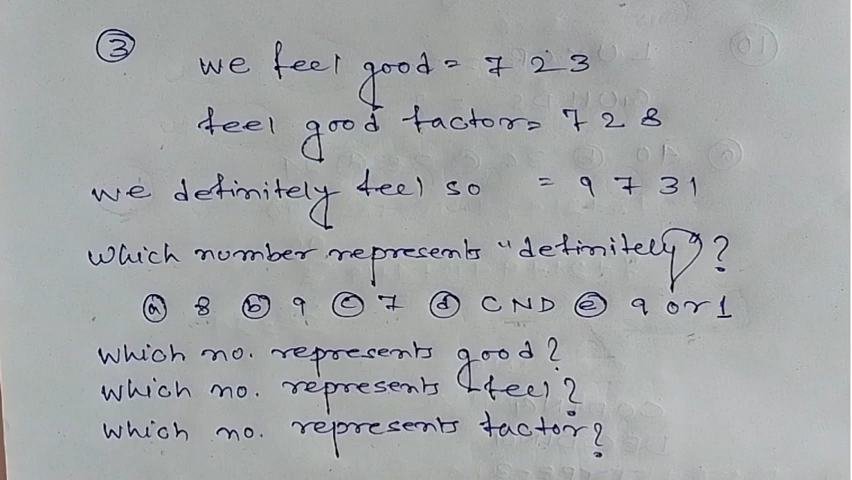 ③
we feel good = 7 2 3
feel good factor = 7 2 8
we definitely feel so = 9 7 3 1
Which number represents "definitely"?
ⓐ 8 ⓑ 9 ⓒ 7 ⓓ CND ⓔ 9 or 1
Which no. represents good?
Which no. represents feel?
Which no. represents factor?